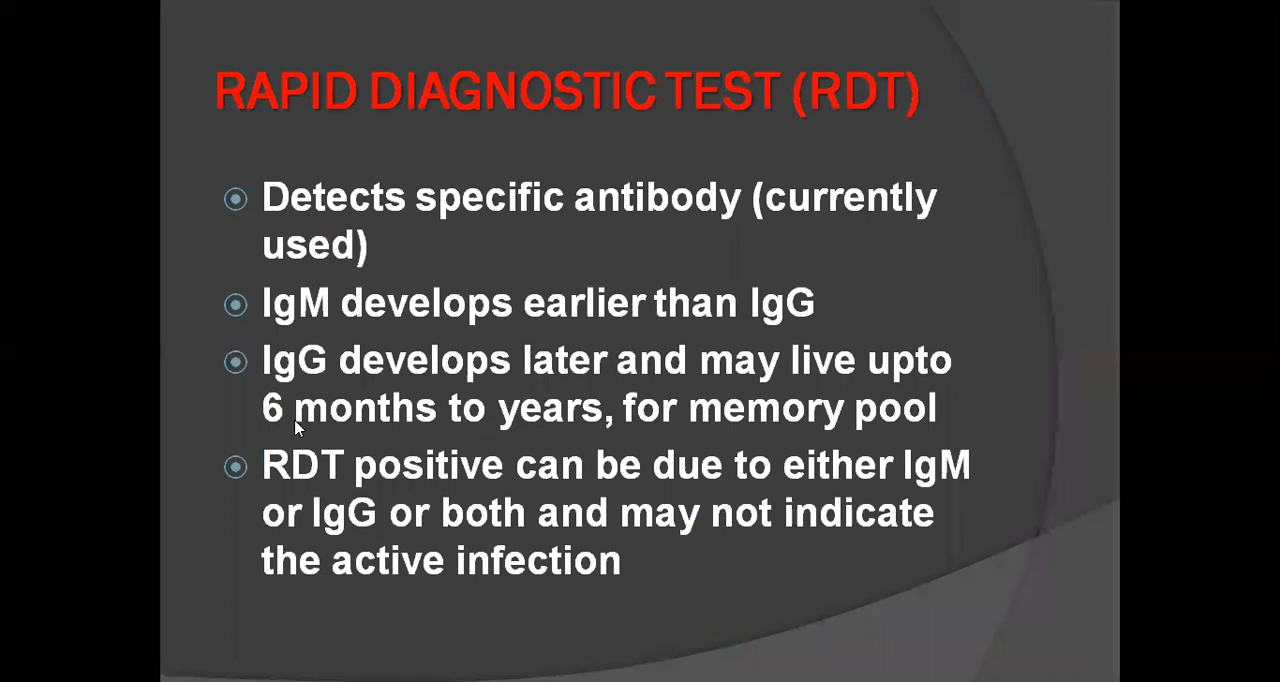 RAPID DIAGNOSTIC TEST (RDT)
Detects specific antibody (currently
used)
IgM develops earlier than IgG
IgG develops later and may live upto
6 months to years, for memory pool
RDT positive can be due to either IgM
or IgG or both and may not indicate
the active infection